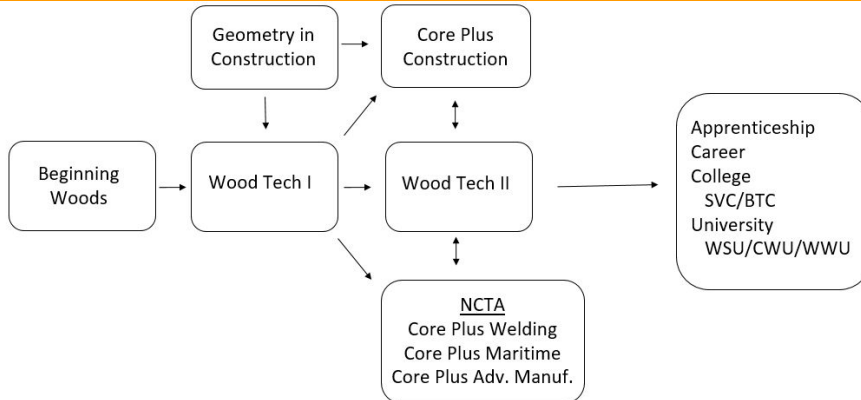 Geometry in
Construction
Core Plus
Construction
Beginning
Woods
Wood Tech I
Wood Tech II
Apprenticeship
Career
College
SVC/BTC
University
WSU/CWU/WWU
NCTA
Core Plus Welding
Core Plus Maritime
Core Plus Adv. Manuf.